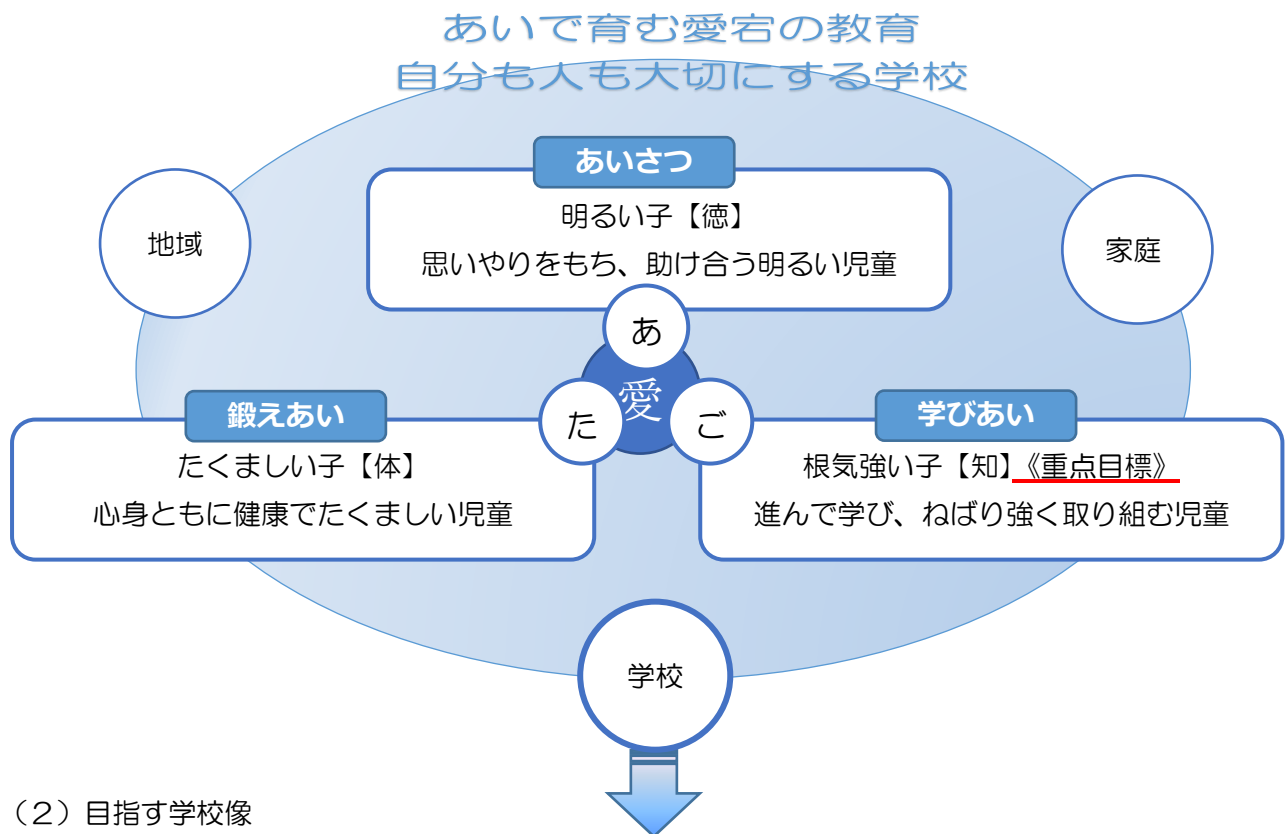 あいで育む愛宕の教育
自分も人も大切にする学校
あいさつ
明るい子【徳】
思いやりをもち、助け合う明るい児童
地域
家庭
あ
愛
た
ご
鍛えあい
たくましい子【体】
心身ともに健康でたくましい児童
学びあい
根気強い子【知】《重点目標》
進んで学び、ねばり強く取り組む児童
学校
（２）目指す学校像